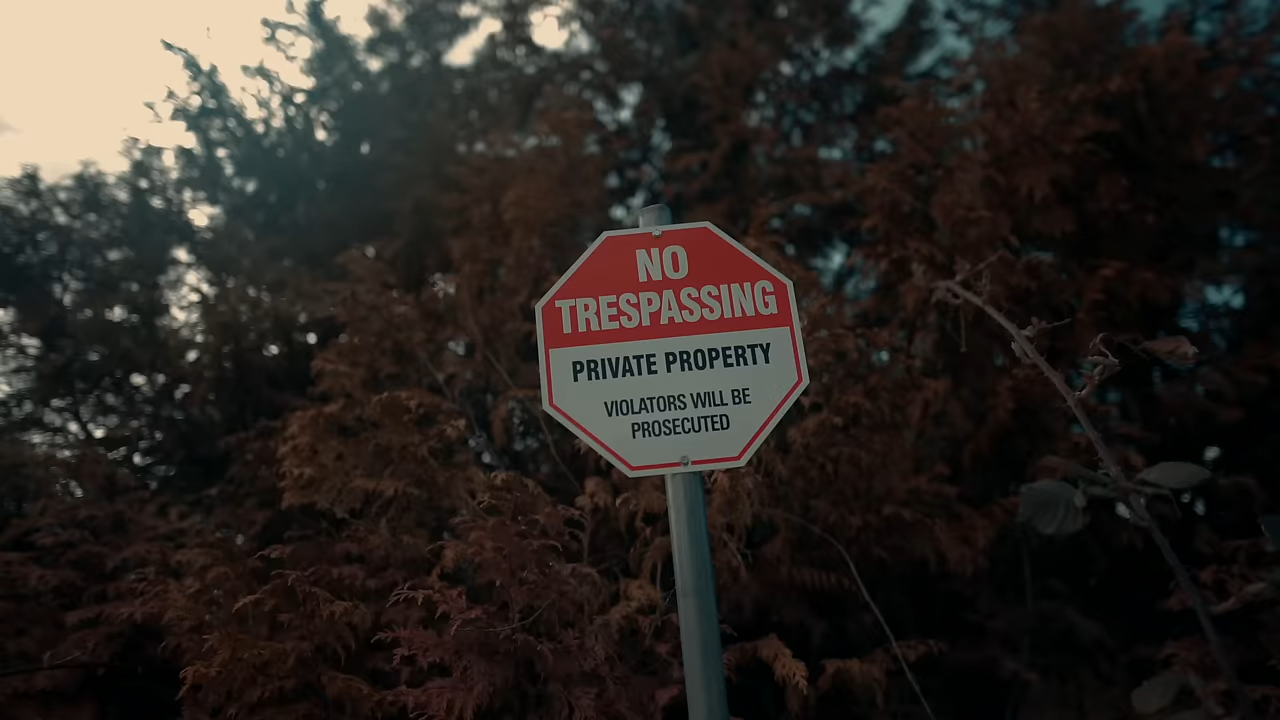 NO
TRESPASSING
PRIVATE PROPERTY
VIOLATORS WILL BE
PROSECUTED